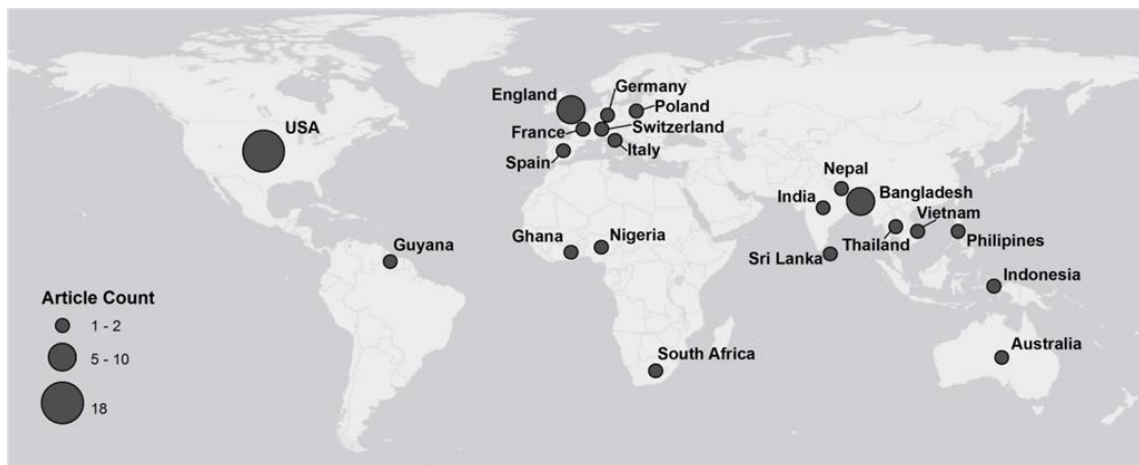 Germany
England
Poland
USA
France
Switzerland
Spain
Italy
Nepal
India
Bangladesh
Vietnam
Guyana
Ghana
Nigeria
Thailand
Philipines
Sri Lanka
Indonesia
Article Count
1 - 2
5 - 10
18
South Africa
Australia